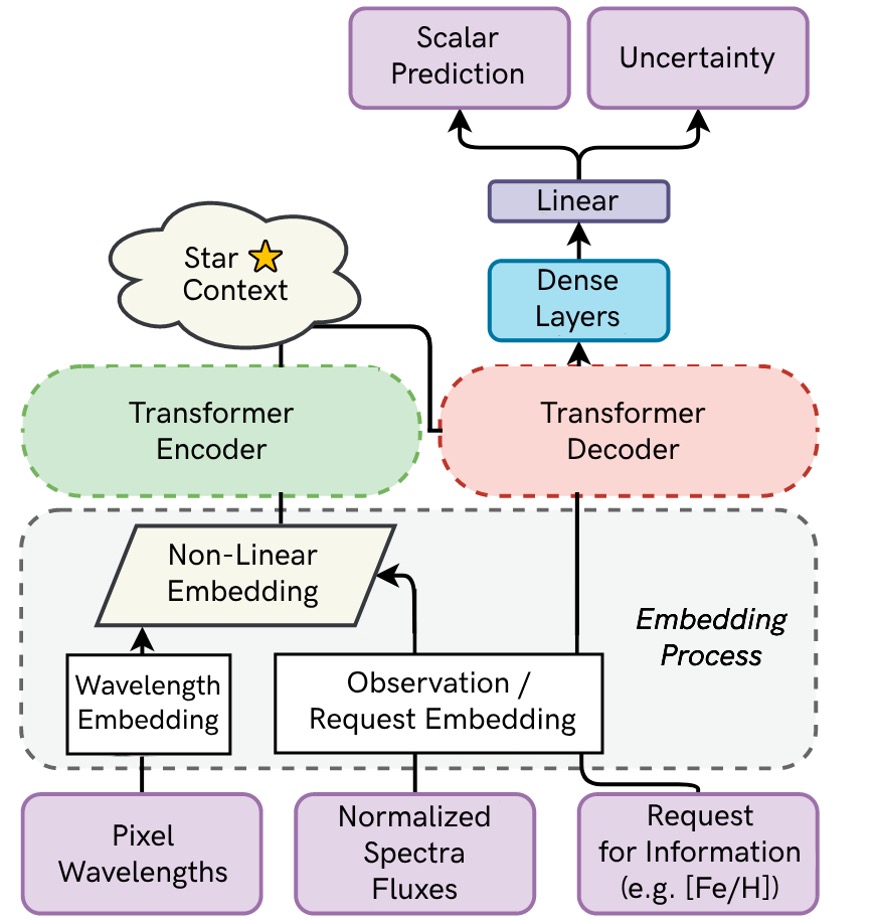 Scalar
Prediction
Uncertainty
Linear
Star
Context
Dense
Layers
Transformer
Encoder
Transformer
Decoder
Non-Linear
Embedding
Embedding
Process
Wavelength
Embedding
Observation /
Request Embedding
Pixel
Wavelengths
Normalized
Spectra
Fluxes
Request
for Information
(e.g. [Fe/H])